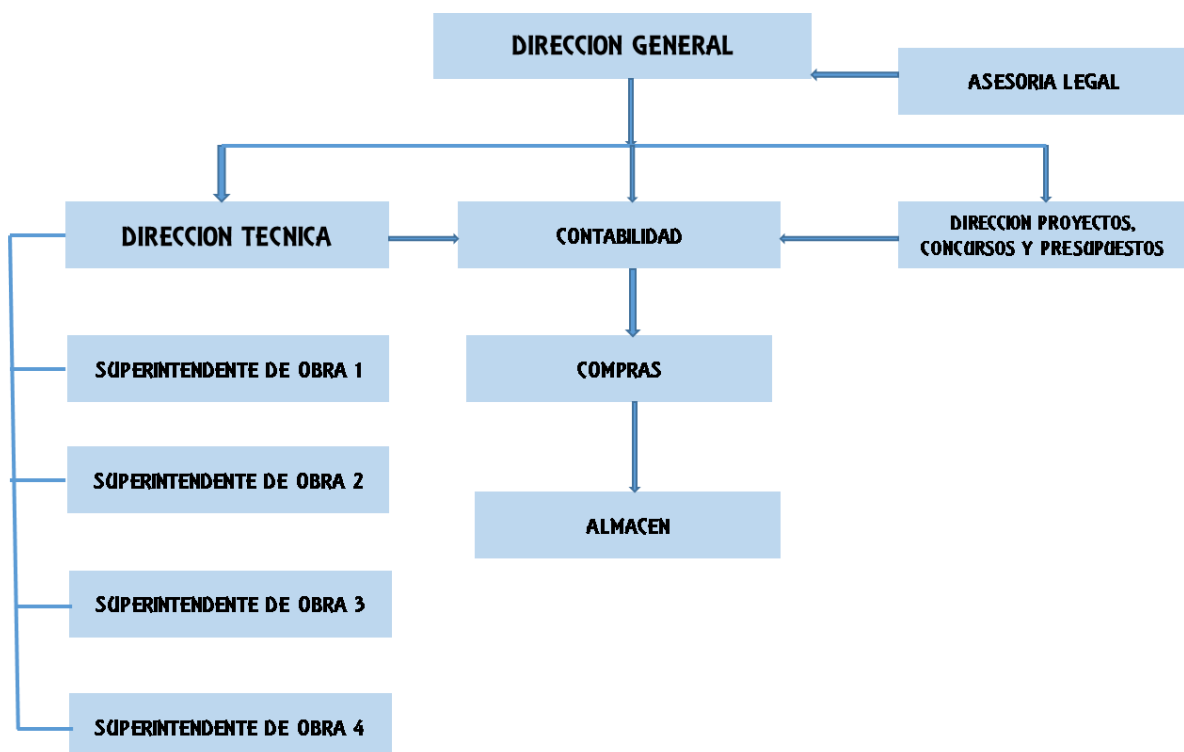 DIRECCION GENERAL
ASESORIA LEGAL
DIRECCION TECNICA
CONTABILIDAD
DIRECCION PROYECTOS,
CONCURSOS Y PRESUPUESTOS
SUPERINTENDENTE DE OBRA 1
COMPRAS
SUPERINTENDENTE DE OBRA 2
ALMACEN
SUPERINTENDENTE DE OBRA 3
SUPERINTENDENTE DE OBRA 4